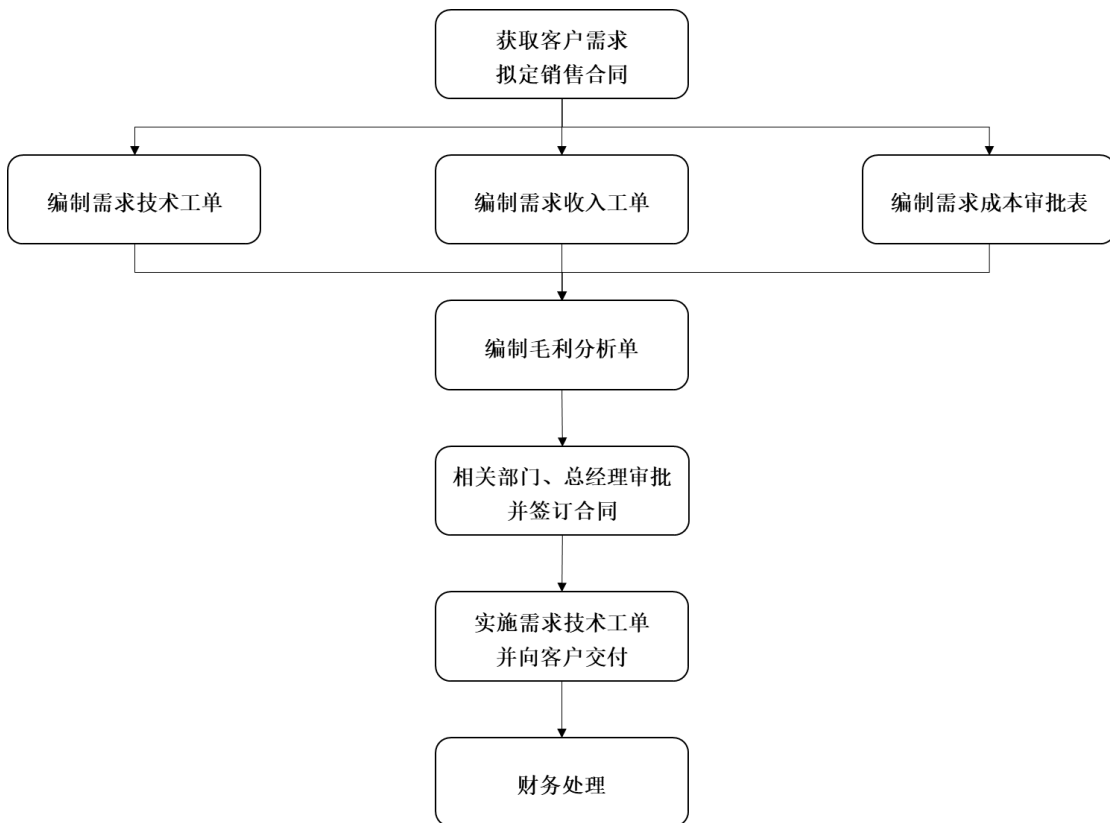 获取客户需求
拟定销售合同
编制需求技术工单
编制需求收入工单
编制需求成本审批表
编制毛利分析单
相关部门、总经理审批
并签订合同
实施需求技术工单
并向客户交付
财务处理